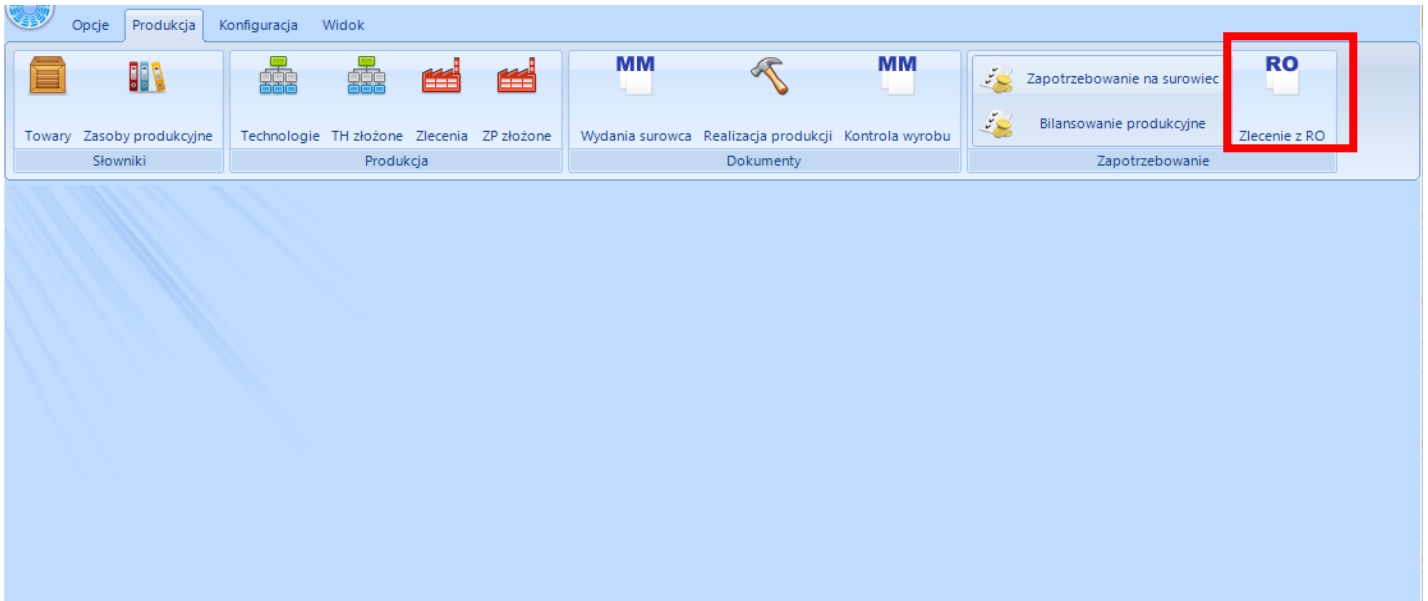 Opcje Produkcja Konfiguracja Widok
MM MM RO
Zapotrzebowanie na surowiec
Bilansowanie produkcyjne
Towary Zasoby produkcyjne Technologie TH złożone Zlecenia ZP złożone Wydania surowca Realizacja produkcji Kontrola wyrobu Zlecenie z RO
Słowniki Produkcja Dokumenty Zapotrzebowanie